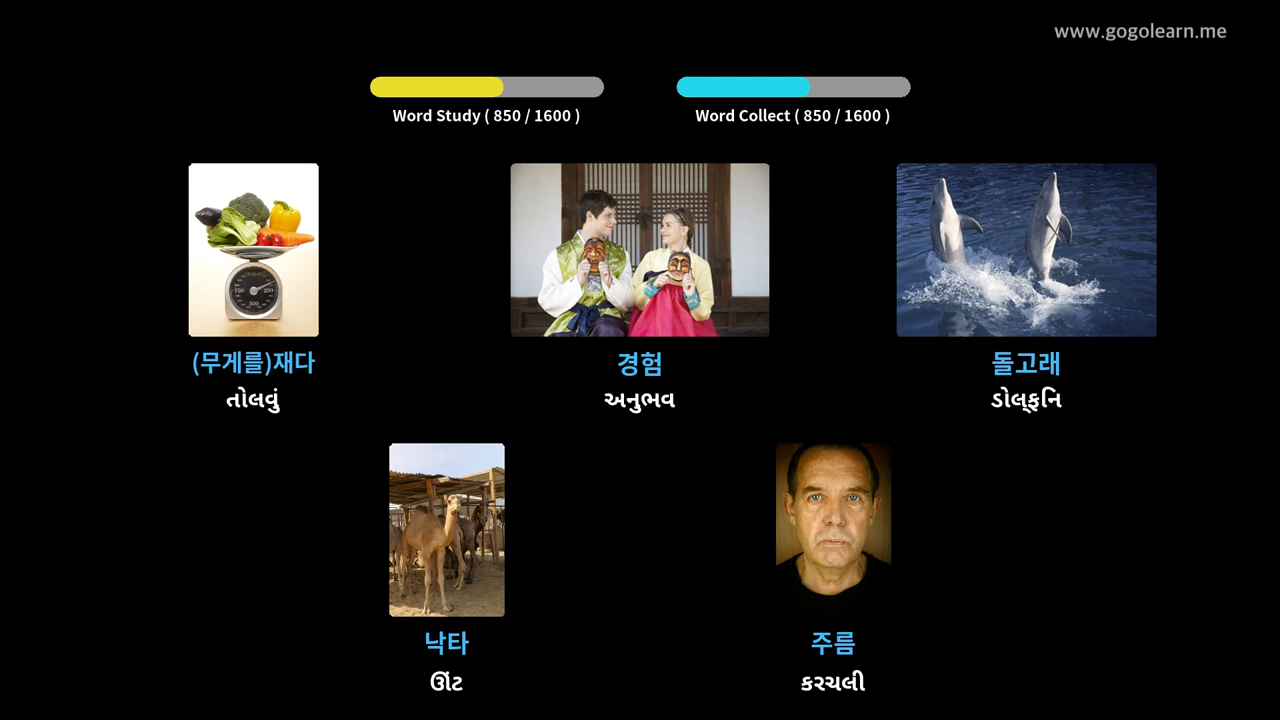 www.gogolearn.me
Word Study ( 850 / 1600 )
Word Collect ( 850 / 1600 )
(무게를)재다
તોલવું
경험
અનુભવ
돌고래
ડોલ્ફનિ
낙타
ઊંટ
주름
કરચલી